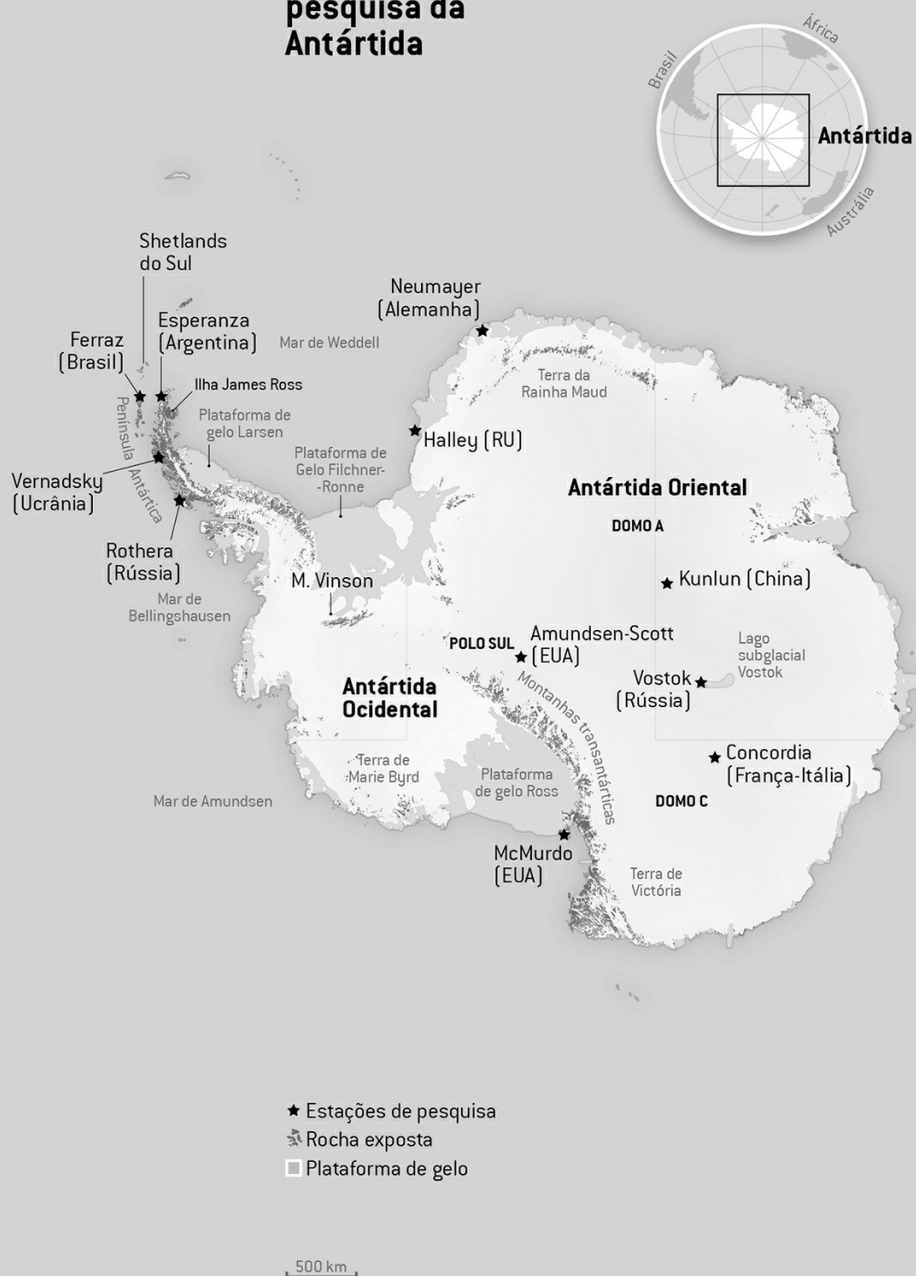 pesquisa da
Antártida
África
Brasil
Antártida
Austrália
Shetlands
do Sul
Neumayer
(Alemanha)
Esperanza
(Argentina)
Ferraz
(Brasil)
Mar de Weddell
Ilha James Ross
Terra da
Rainha Maud
Península Antártica
Plataforma de
gelo Larsen
Halley (RU)
Plataforma de
Gelo Filchner-
-Ronne
Vernadsky
(Ucrânia)
Antártida Oriental
DOMO A
Rothera
(Rússia)
M. Vinson
Kunlun (China)
Mar de
Bellingshausen
POLO SUL
Amundsen-Scott
(EUA)
Lago
subglacial
Vostok
Vostok
(Rússia)
Antártida
Ocidental
Montanhas transantárticas
Concordia
(França-Itália)
Terra de
Marie Byrd
Plataforma
de gelo Ross
Mar de Amundsen
DOMO C
McMurdo
(EUA)
Terra de
Victória
Estações de pesquisa
Rocha exposta
Plataforma de gelo
500 km